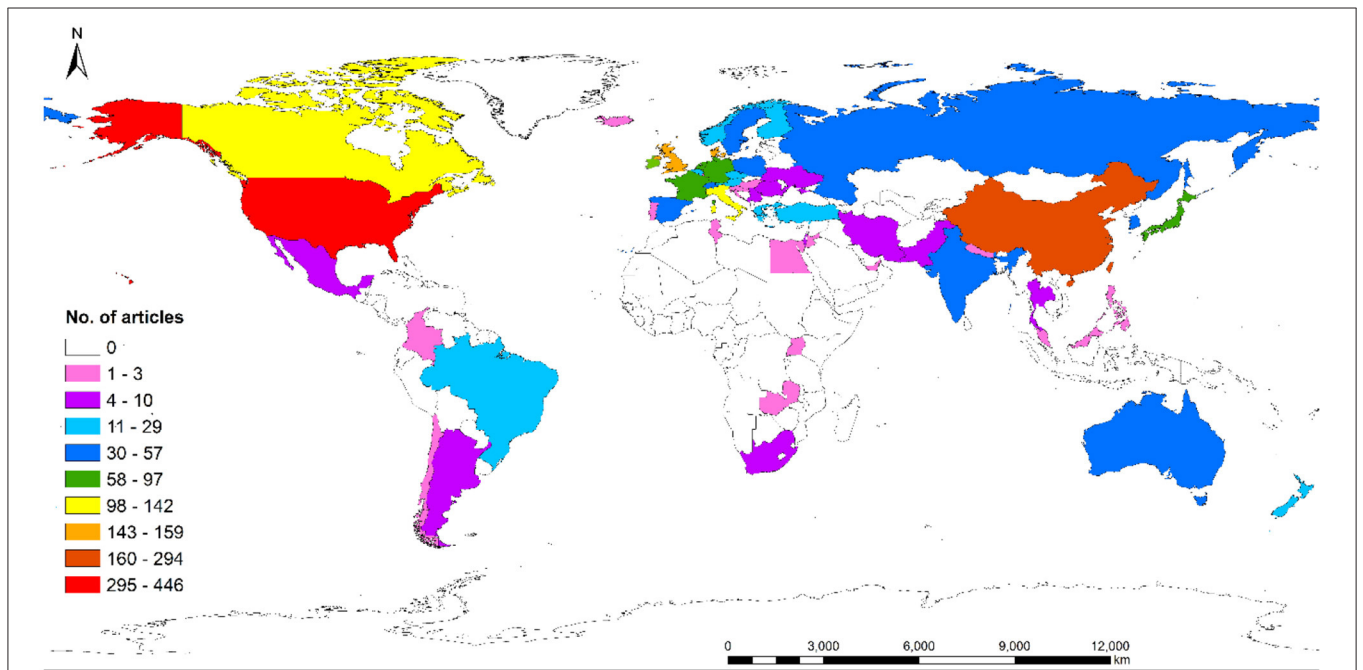 N
No. of articles
0
1 - 3
4 - 10
11 - 29
30 - 57
58 - 97
98 - 142
143 - 159
160 - 294
295 - 446
0 3,000 6,000 9,000 12,000
km